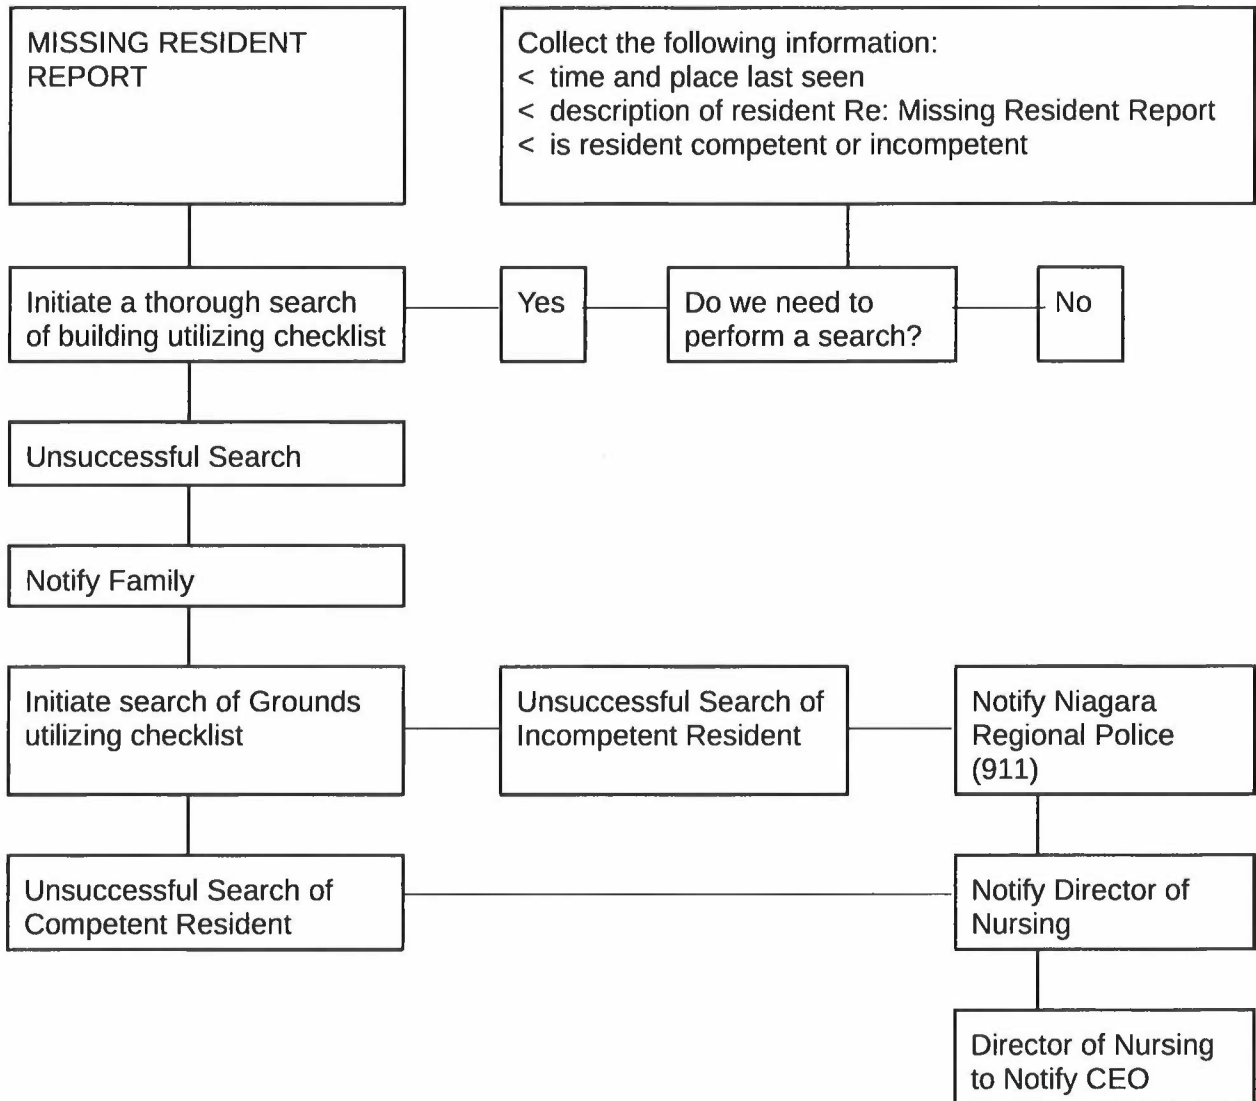 MISSING RESIDENT
REPORT
Collect the following information:
< time and place last seen
< description of resident Re: Missing Resident Report
< is resident competent or incompetent
Initiate a thorough search
of building utilizing checklist
Yes
Do we need to
perform a search?
No
Unsuccessful Search
Notify Family
Initiate search of Grounds
utilizing checklist
Unsuccessful Search of
Incompetent Resident
Notify Niagara
Regional Police
(911)
Unsuccessful Search of
Competent Resident
Notify Director of
Nursing
Director of Nursing
to Notify CEO